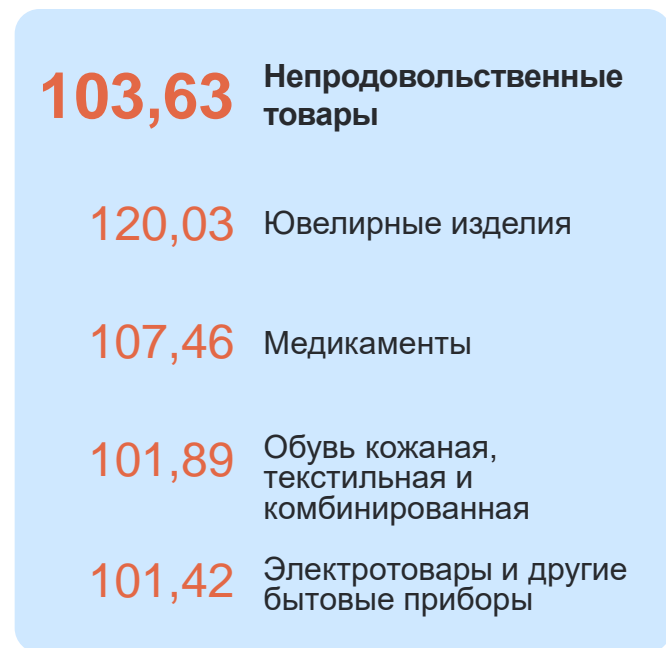 103,63 Непродовольственные
товары
120,03 Ювелирные изделия
107,46 Медикаменты
101,89 Обувь кожаная,
текстильная и
комбинированная
101,42 Электротовары и другие
бытовые приборы